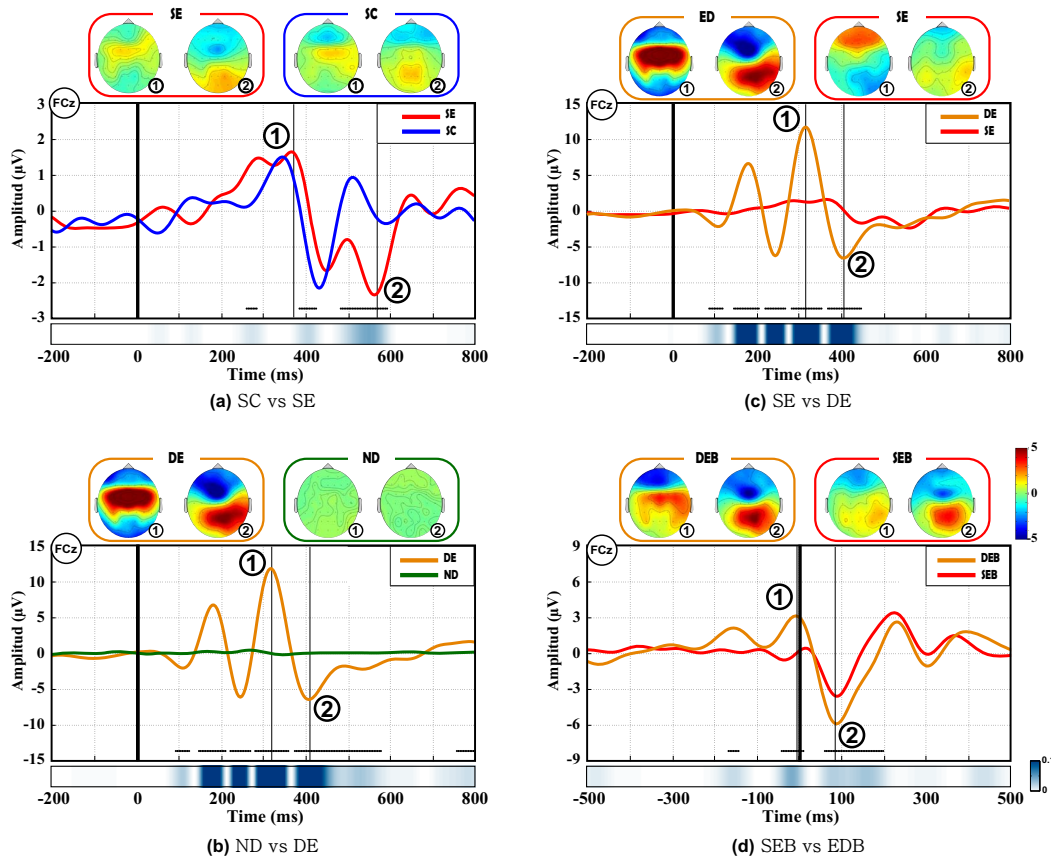 SE
SC
① ② ① ②
FCz
Amplitud (µV)
3
2
1
0
-1
-2
-3
SE
SC
①
②
-200 0 200 300 400 600 800
Time (ms)
(a) SC vs SE
ED
SE
① ② ① ②
FCz
Amplitud (µV)
15
10
5
0
-5
-10
-15
DE
SE
①
②
-200 0 200 400 600 800
Time (ms)
(c) SE vs DE
DE
ND
① ② ① ②
FCz
Amplitud (µV)
15
10
5
0
-5
-10
-15
DE
ND
①
②
-200 0 200 400 600 800
Time (ms)
(b) ND vs DE
DEB
SEB
① ② ① ②
5
0
-5
FCz
Amplitud (µV)
9
6
3
0
-3
-6
-9
DEB
SEB
①
②
0
-500 -300 -100 100 300 500
Time (ms)
(d) SEB vs EDB